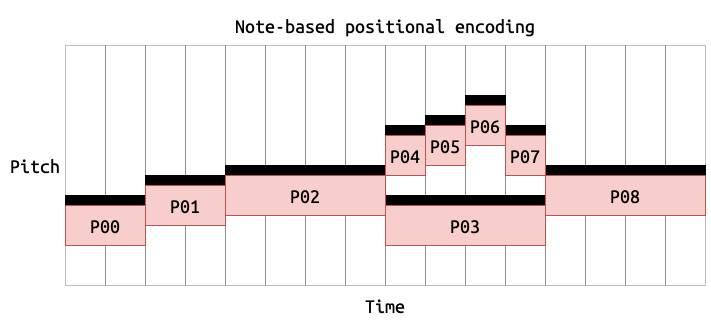 Note-based positional encoding
Pitch
P00
P01
P02
P03
P04
P05
P06
P07
P08
Time